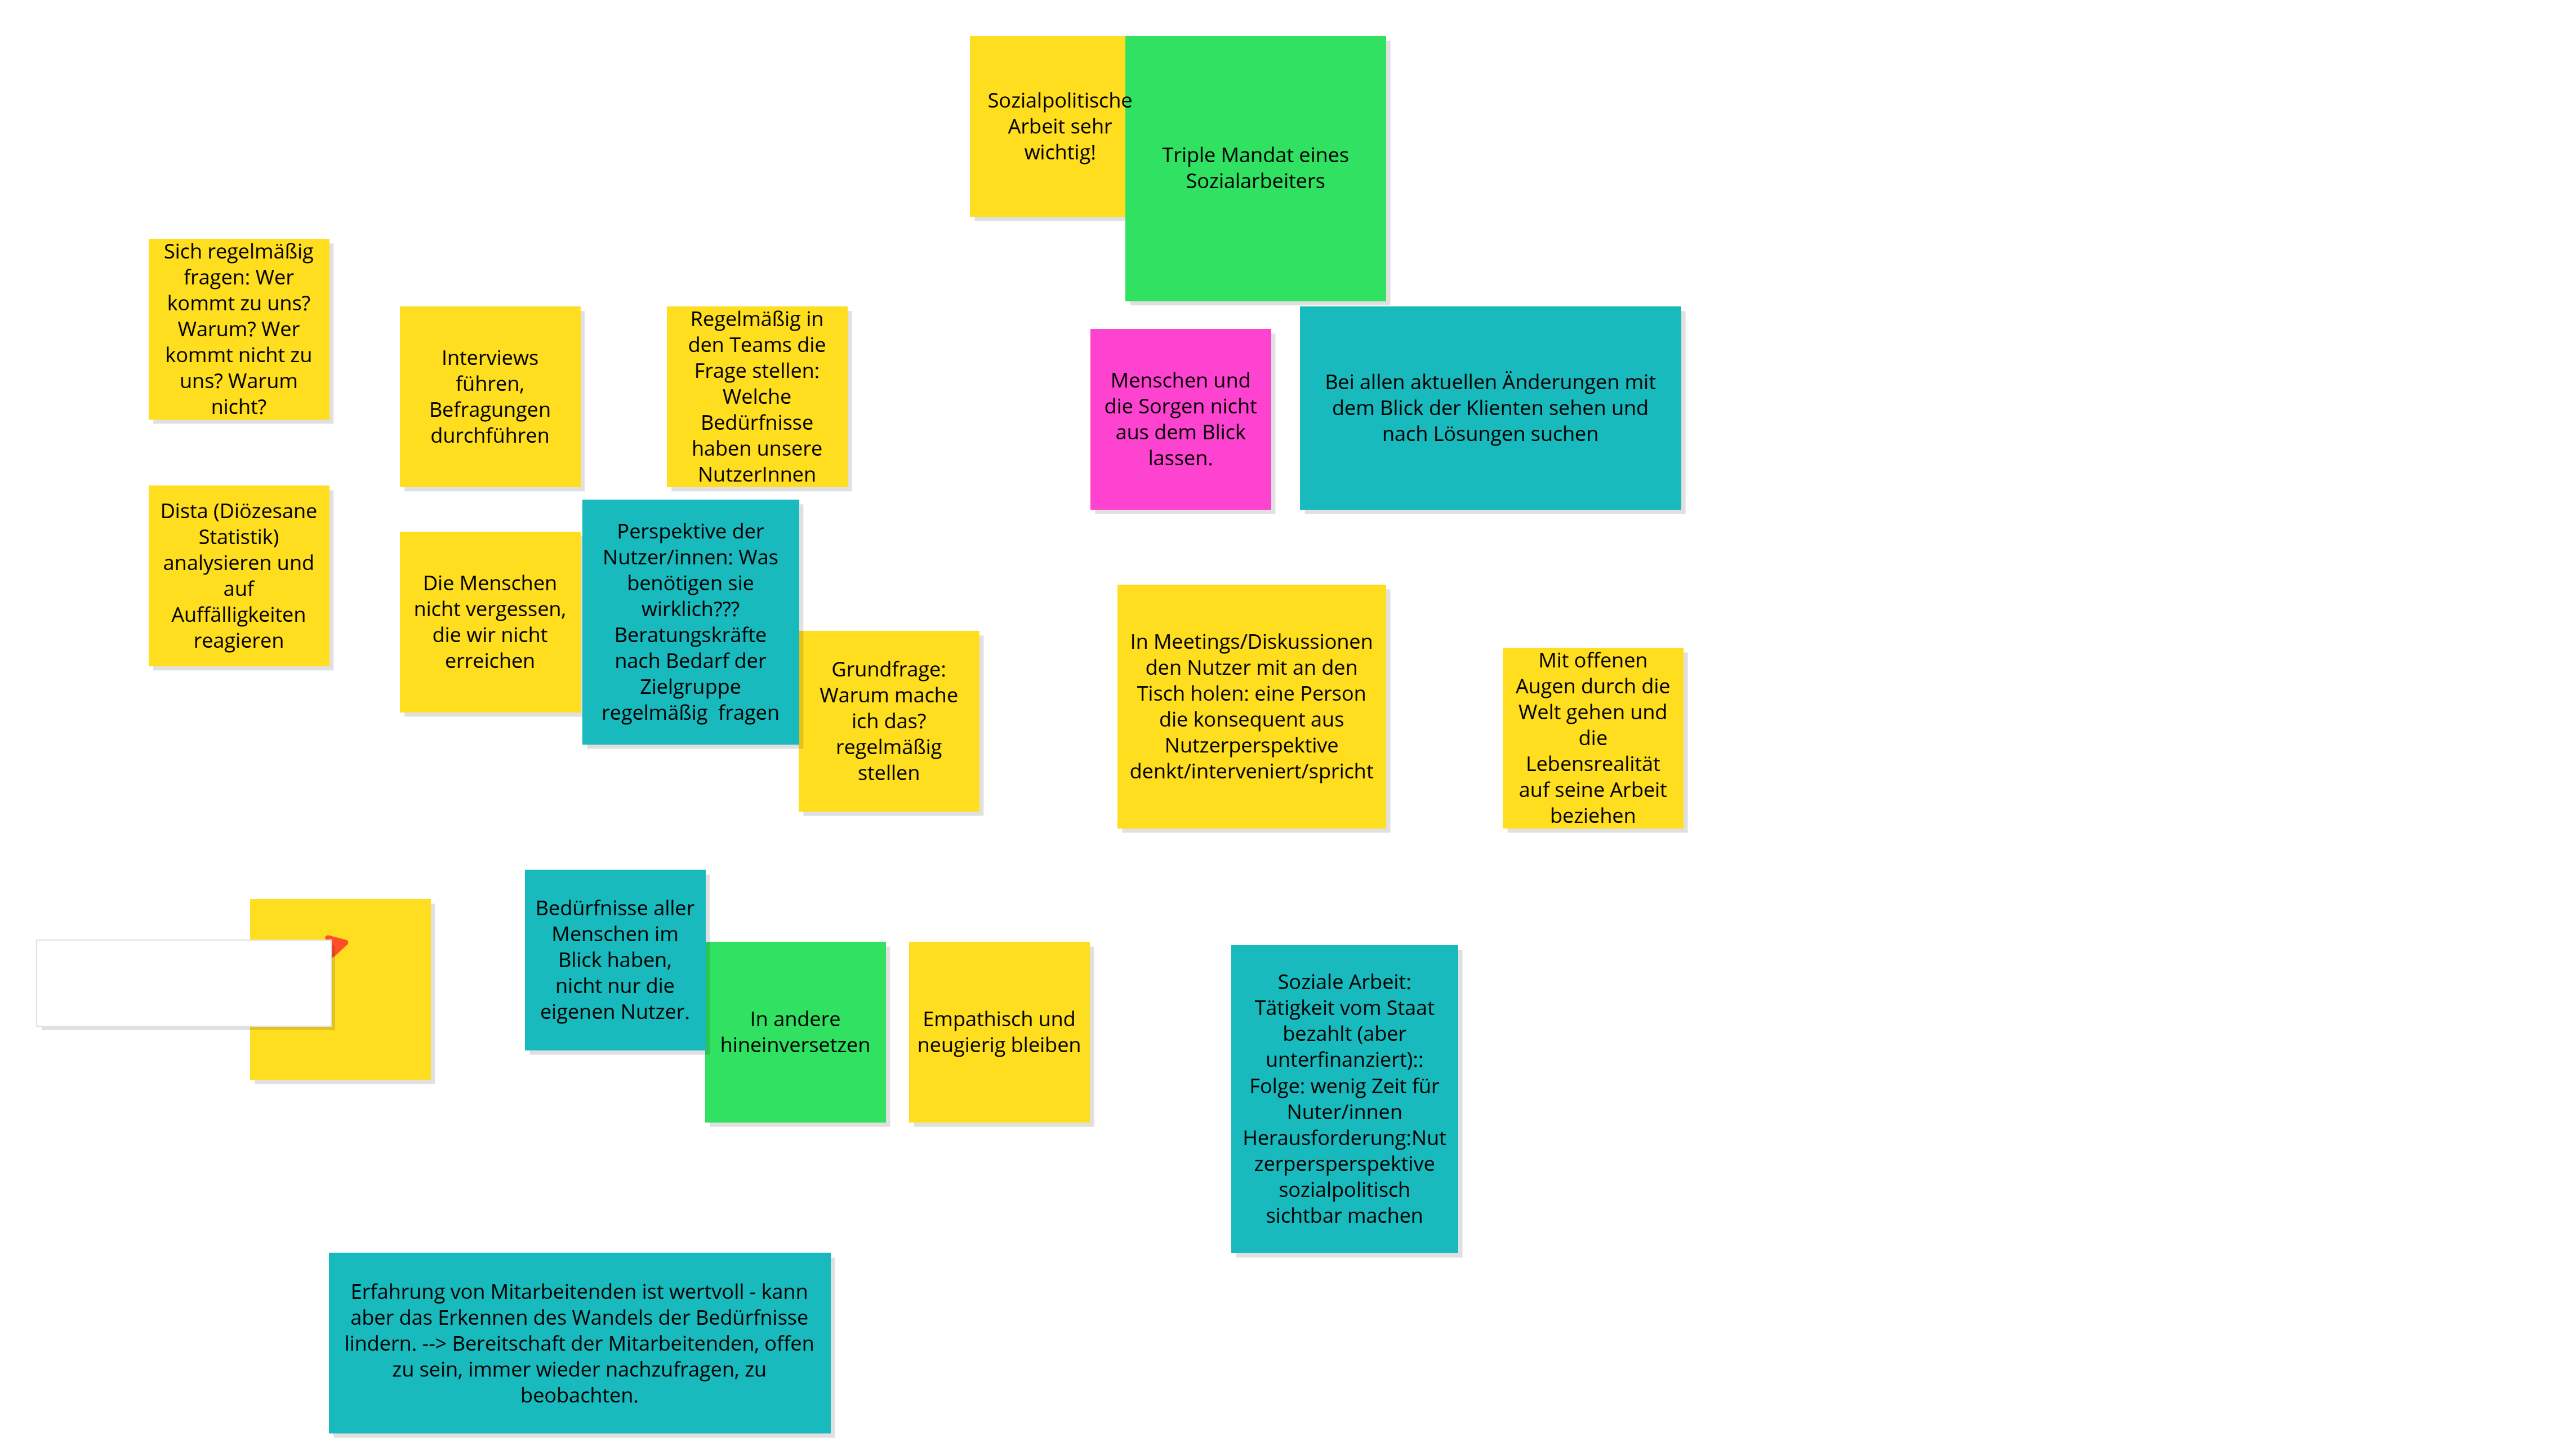 Sozialpolitische
Arbeit sehr
wichtig!
Triple Mandat eines
Sozialarbeiters
Sich regelmäßig
fragen: Wer
kommt zu uns?
Warum? Wer
kommt nicht zu
uns? Warum
nicht?
Interviews
führen,
Befragungen
durchführen
Regelmäßig in
den Teams die
Frage stellen:
Welche
Bedürfnisse
haben unsere
NutzerInnen
Menschen und
die Sorgen nicht
aus dem Blick
lassen.
Bei allen aktuellen Änderungen mit
dem Blick der Klienten sehen und
nach Lösungen suchen
Dista (Diözesane
Statistik)
analysieren und
auf
Auffälligkeiten
reagieren
Die Menschen
nicht vergessen,
die wir nicht
erreichen
Perspektive der
Nutzer/innen: Was
benötigen sie
wirklich???
Beratungskräfte
nach Bedarf der
Zielgruppe
regelmäßig  fragen
Grundfrage:
Warum mache
ich das?
regelmäßig
stellen
In Meetings/Diskussionen
den Nutzer mit an den
Tisch holen: eine Person
die konsequent aus
Nutzerperspektive
denkt/interveniert/spricht
Mit offenen
Augen durch die
Welt gehen und
die
Lebensrealität
auf seine Arbeit
beziehen
Bedürfnisse aller
Menschen im
Blick haben,
nicht nur die
eigenen Nutzer.
In andere
hineinversetzen
Empathisch und
neugierig bleiben
Soziale Arbeit:
Tätigkeit vom Staat
bezahlt (aber
unterfinanziert)::
Folge: wenig Zeit für
Nuter/innen
Herausforderung:Nut
zerpersperspektive
sozialpolitisch
sichtbar machen
Erfahrung von Mitarbeitenden ist wertvoll - kann
aber das Erkennen des Wandels der Bedürfnisse
lindern. --> Bereitschaft der Mitarbeitenden, offen
zu sein, immer wieder nachzufragen, zu
beobachten.